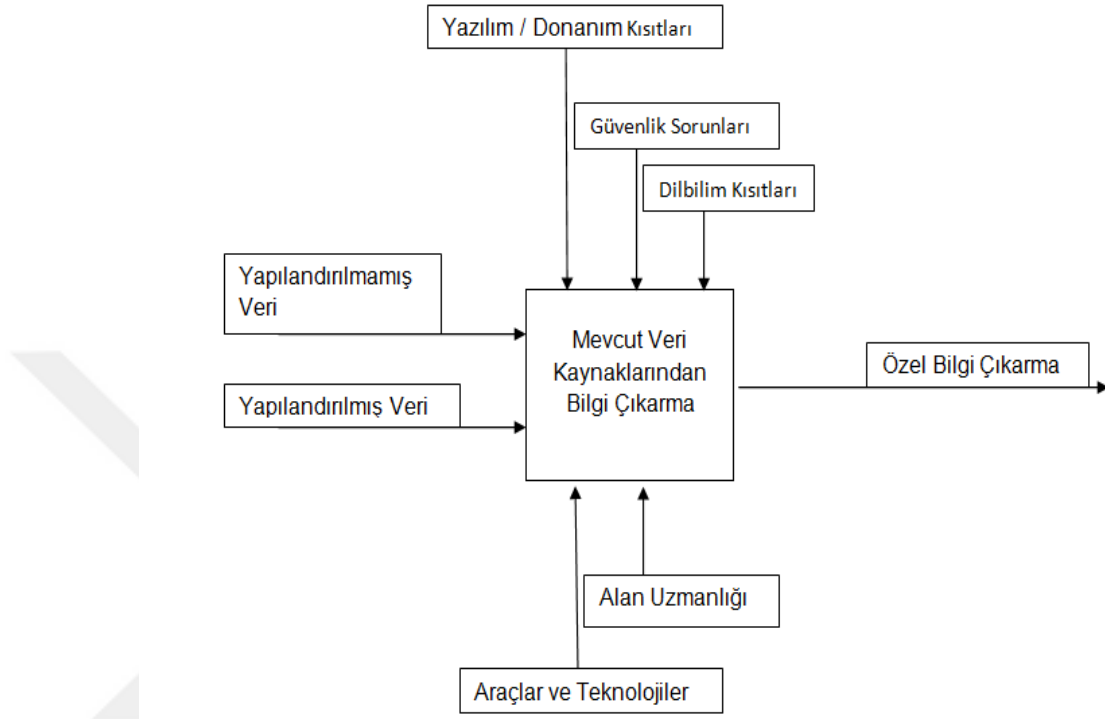 Yazılım / Donanım Kısıtları
Güvenlik Sorunları
Dilbilim Kısıtları
Yapılandırılmamış
Veri
Yapılandırılmış Veri
Mevcut Veri
Kaynaklarından
Bilgi Çıkarma
Özel Bilgi Çıkarma
Alan Uzmanlığı
Araçlar ve Teknolojiler